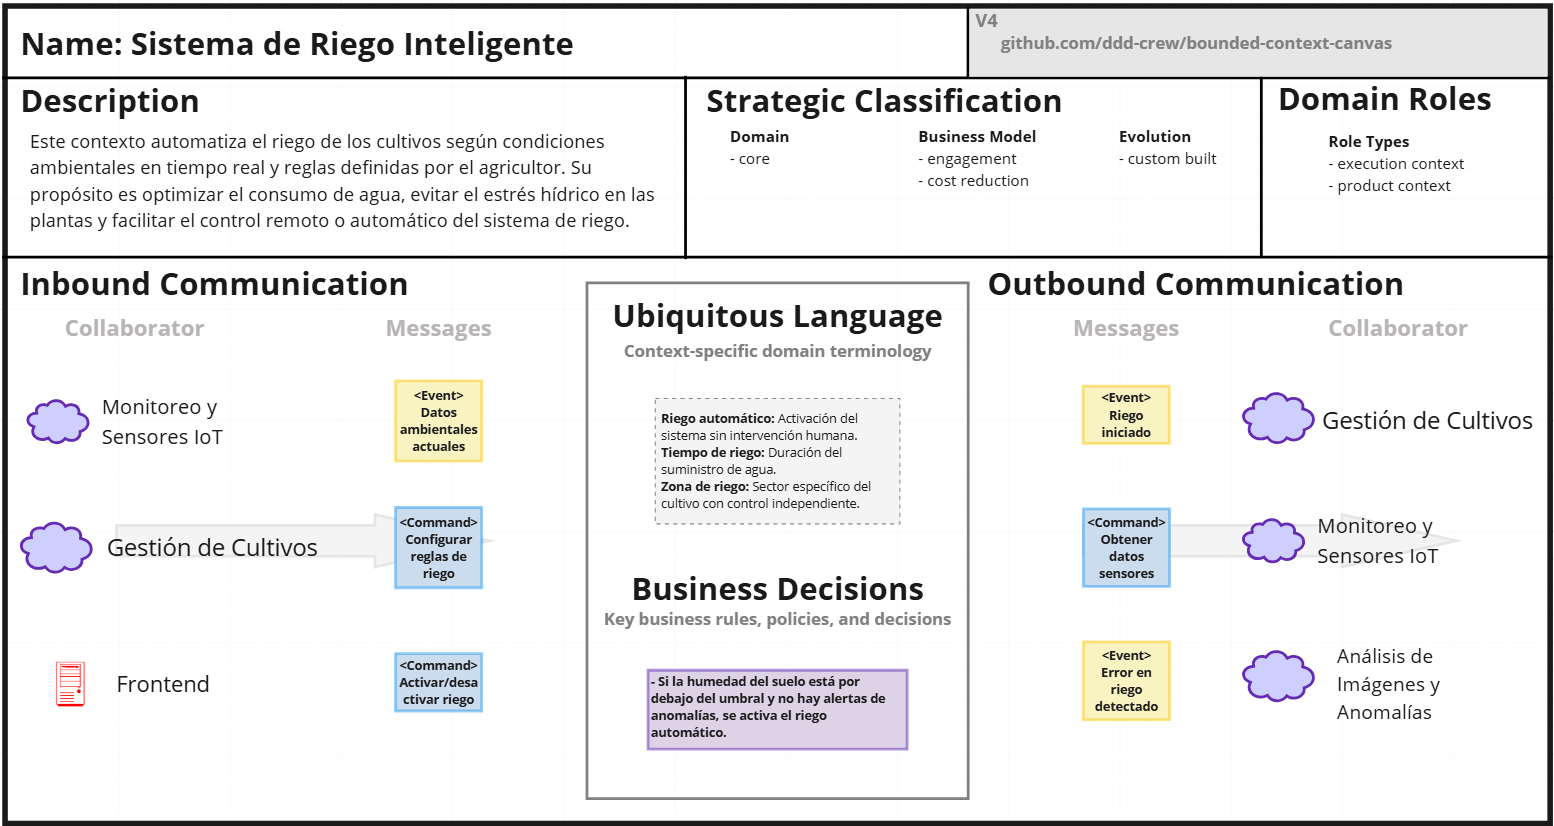 Name: Sistema de Riego Inteligente
V4
github.com/ddd-crew/bounded-context-canvas
Description
Este contexto automatiza el riego de los cultivos según condiciones
ambientales en tiempo real y reglas definidas por el agricultor. Su
propósito es optimizar el consumo de agua, evitar el estrés hídrico en las
plantas y facilitar el control remoto o automático del sistema de riego.
Strategic Classification
Domain
- core
Business Model
- engagement
- cost reduction
Evolution
- custom built
Domain Roles
Role Types
- execution context
- product context
Inbound Communication
Collaborator
Messages
Monitoreo y
Sensores IoT
<Event>
Datos
ambientales
actuales
Gestión de Cultivos
<Command>
Configurar
reglas de
riego
Frontend
<Command>
Activar/desa
ctivar riego
Ubiquitous Language
Context-specific domain terminology
Riego automático: Activación del
sistema sin intervención humana.
Tiempo de riego: Duración del
suministro de agua.
Zona de riego: Sector específico del
cultivo con control independiente.
Business Decisions
Key business rules, policies, and decisions
- Si la humedad del suelo está por
debajo del umbral y no hay alertas de
anomalías, se activa el riego
automático.
Outbound Communication
Messages
Collaborator
<Event>
Riego
iniciado
Gestión de Cultivos
<Command>
Obtener
datos
sensores
Monitoreo y
Sensores IoT
<Event>
Error en
riego
detectado
Análisis de
Imágenes y
Anomalías